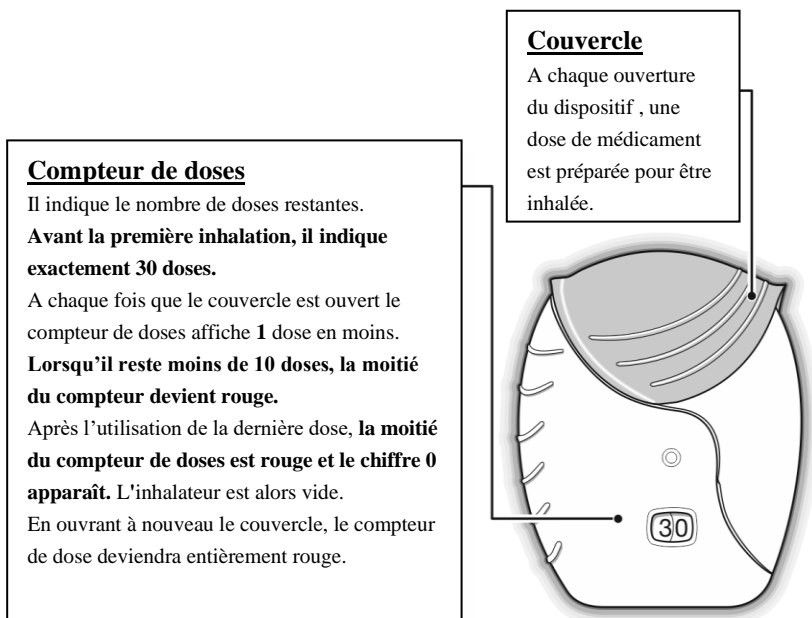 Couvercle
A chaque ouverture
du dispositif , une
dose de médicament
est préparée pour être
inhalée.
Compteur de doses
Il indique le nombre de doses restantes.
Avant la première inhalation, il indique
exactement 30 doses.
A chaque fois que le couvercle est ouvert le
compteur de doses affiche 1 dose en moins.
Lorsqu’il reste moins de 10 doses, la moitié
du compteur devient rouge.
Après l’utilisation de la dernière dose, la moitié
du compteur de doses est rouge et le chiffre 0
apparaît. L'inhalateur est alors vide.
En ouvrant à nouveau le couvercle, le compteur
de dose deviendra entièrement rouge.
30